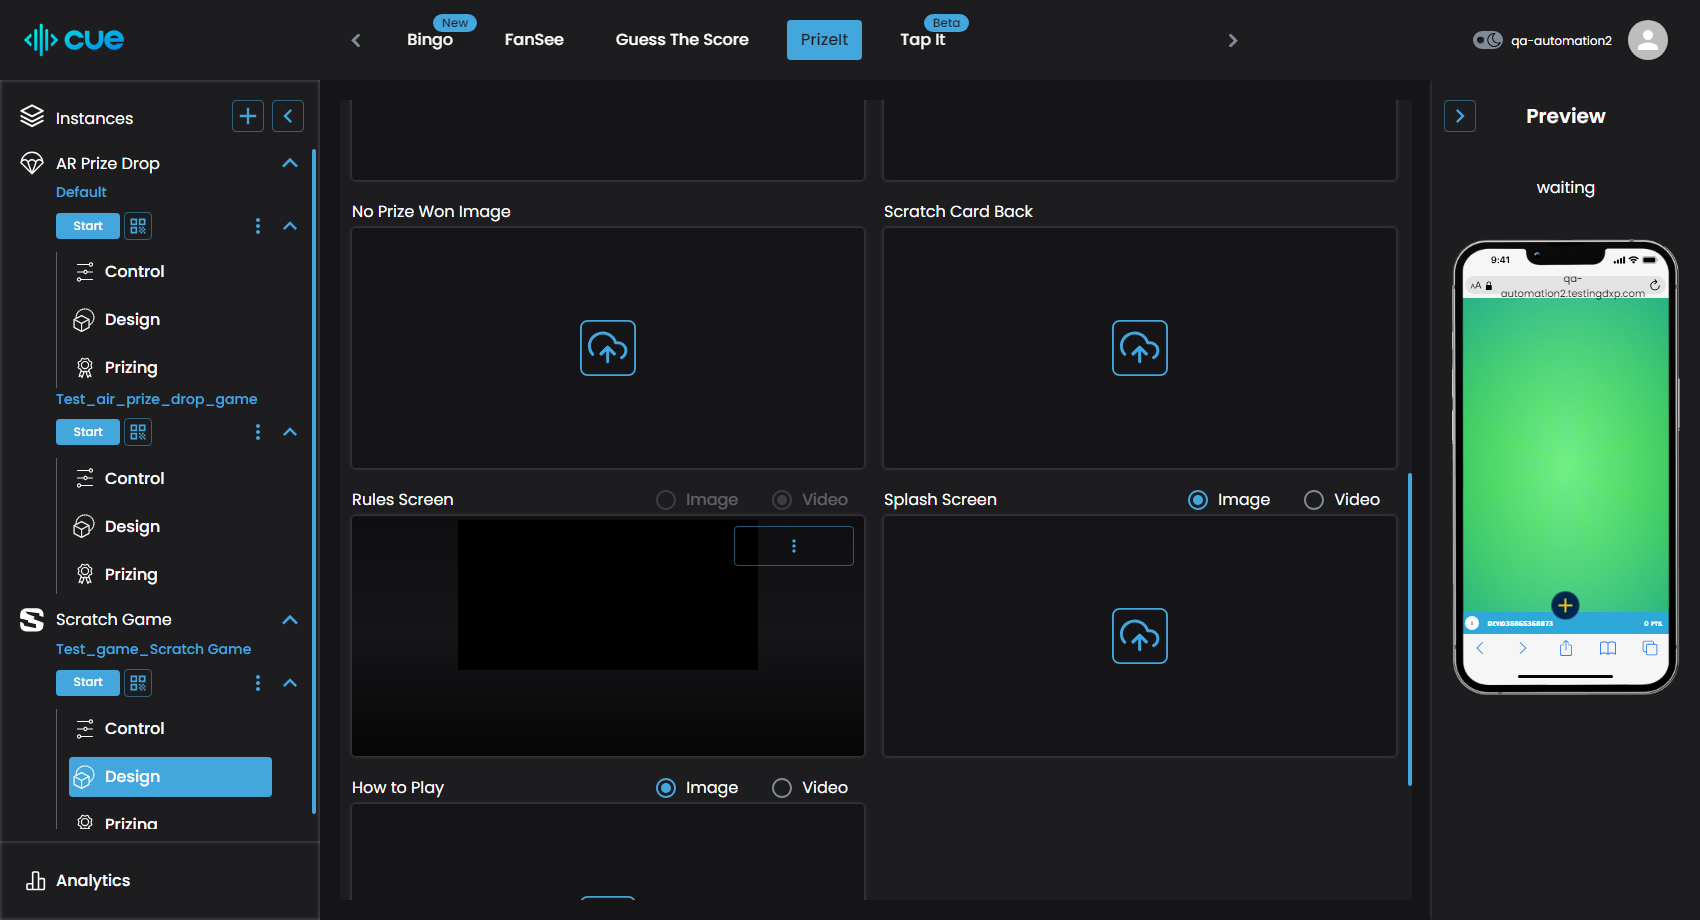 cue
New
Bingo
FanSee
Guess The Score
PrizeIt
Beta
Tap It
qa-automation2
Instances
AR Prize Drop
Default
Start
Control
Design
Prizing
Test_air_prize_drop_game
Start
Control
Design
Prizing
Scratch Game
Test_game_Scratch Game
Start
Control
Design
Prizing
Analytics
No Prize Won Image
Scratch Card Back
Rules Screen
Image
Video
Splash Screen
Image
Video
How to Play
Image
Video
Preview
waiting
9:41
AA
qa-
automation2.testingdxp.com
DEVID35065360873
0 PTS.